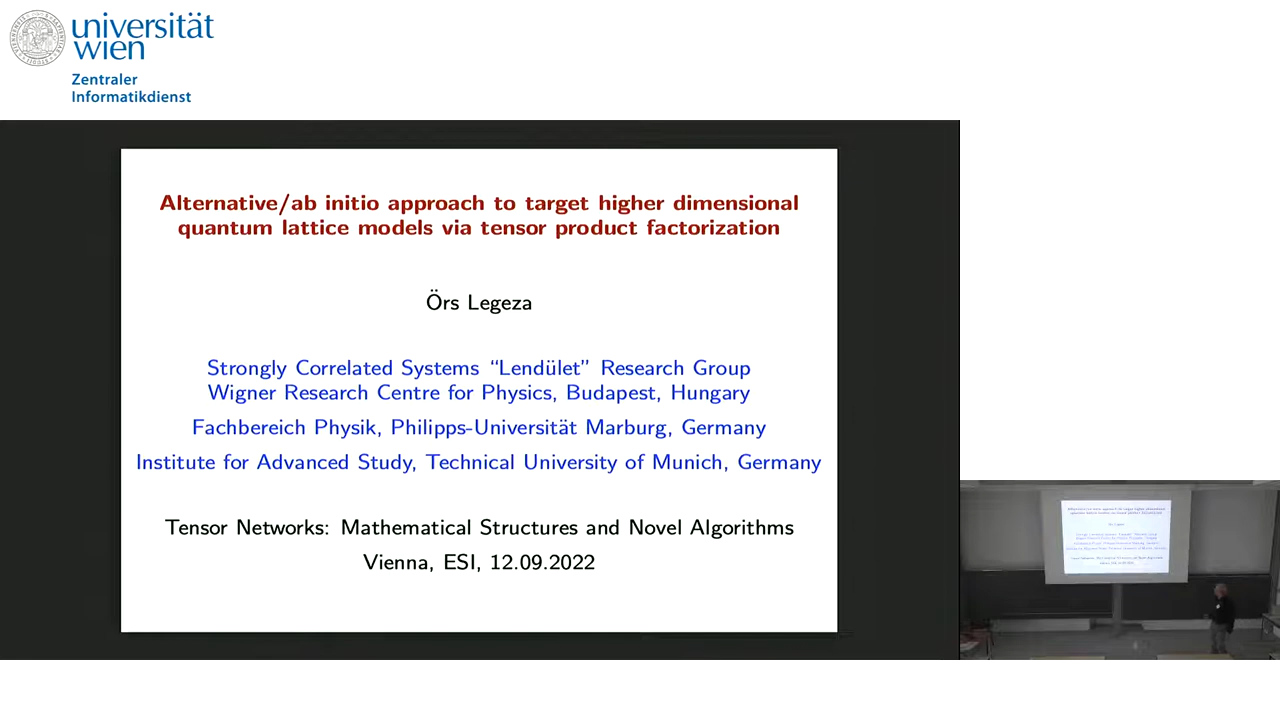 universität
wien
Zentraler
Informatikdienst
Alternative/ab initio approach to target higher dimensional
quantum lattice models via tensor product factorization
Örs Legeza
Strongly Correlated Systems “Lendület” Research Group
Wigner Research Centre for Physics, Budapest, Hungary
Fachbereich Physik, Philipps-Universität Marburg, Germany
Institute for Advanced Study, Technical University of Munich, Germany
Tensor Networks: Mathematical Structures and Novel Algorithms
Vienna, ESI, 12.09.2022